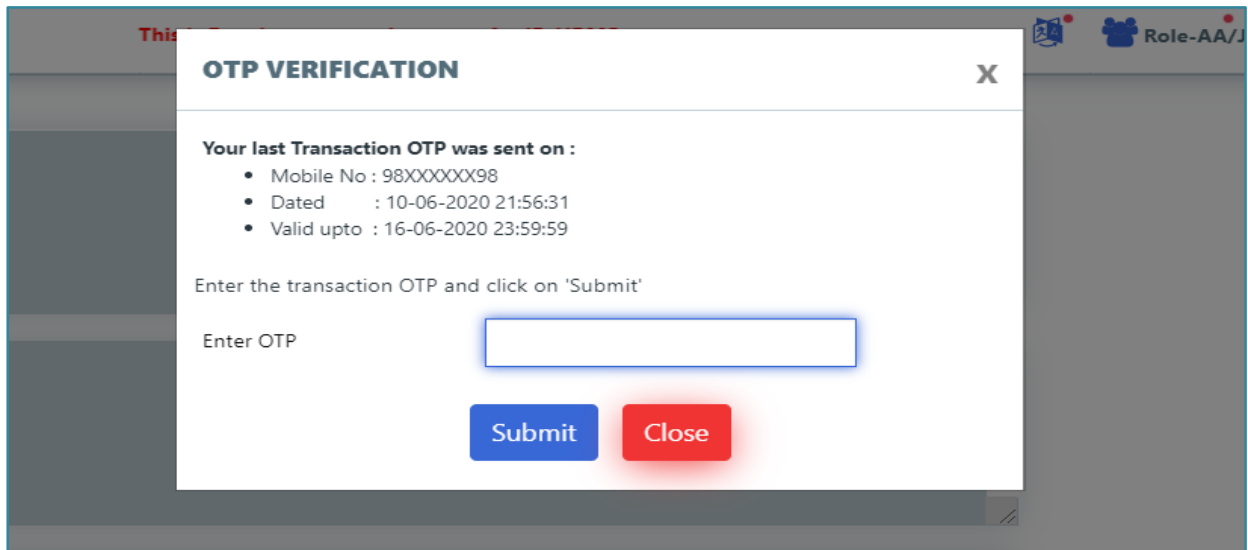 This
Role-AA/J
OTP VERIFICATION
X
Your last Transaction OTP was sent on :
• Mobile No : 98XXXXXX98
• Dated : 10-06-2020 21:56:31
• Valid upto : 16-06-2020 23:59:59
Enter the transaction OTP and click on 'Submit'
Enter OTP
Submit Close